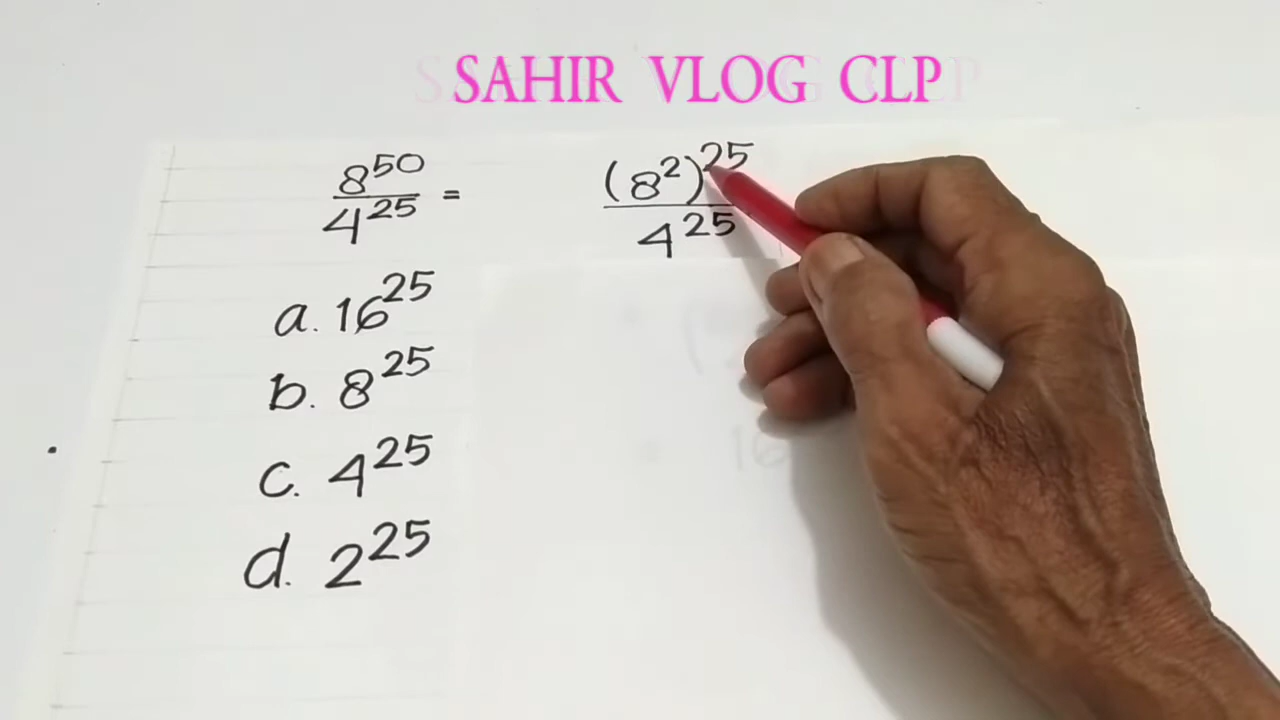 SAHIR VLOG CLP
8^50 / 4^25 =
(8^2)^25 / 4^25
a. 16^25
b. 8^25
c. 4^25
d. 2^25